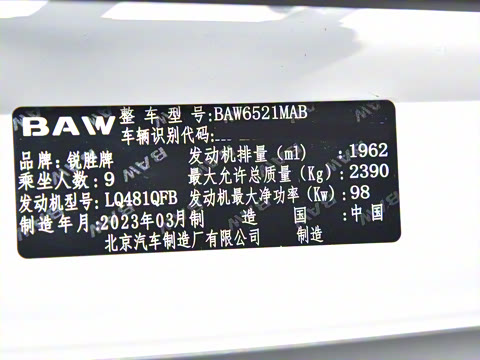 BAW 整车型号:BAW6521MAB
车辆识别代码:
品牌:锐胜牌 发动机排量(ml) :1962
乘坐人数:9 最大允许总质量(Kg):2390
发动机型号:LQ481QFB 发动机最大净功率(Kw):98
制造年月:2023年03月 制造国:中国
北京汽车制造厂有限公司 制造